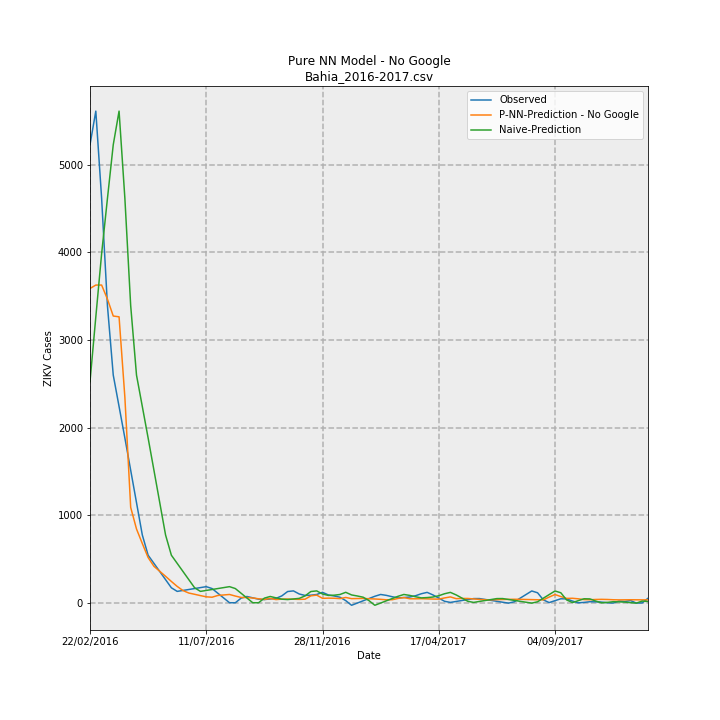 Pure NN Model - No Google
Bahia_2016-2017.csv
Observed
P-NN-Prediction - No Google
Naive-Prediction
ZIKV Cases
5000
4000
3000
2000
1000
0
22/02/2016 11/07/2016 28/11/2016 17/04/2017 04/09/2017
Date